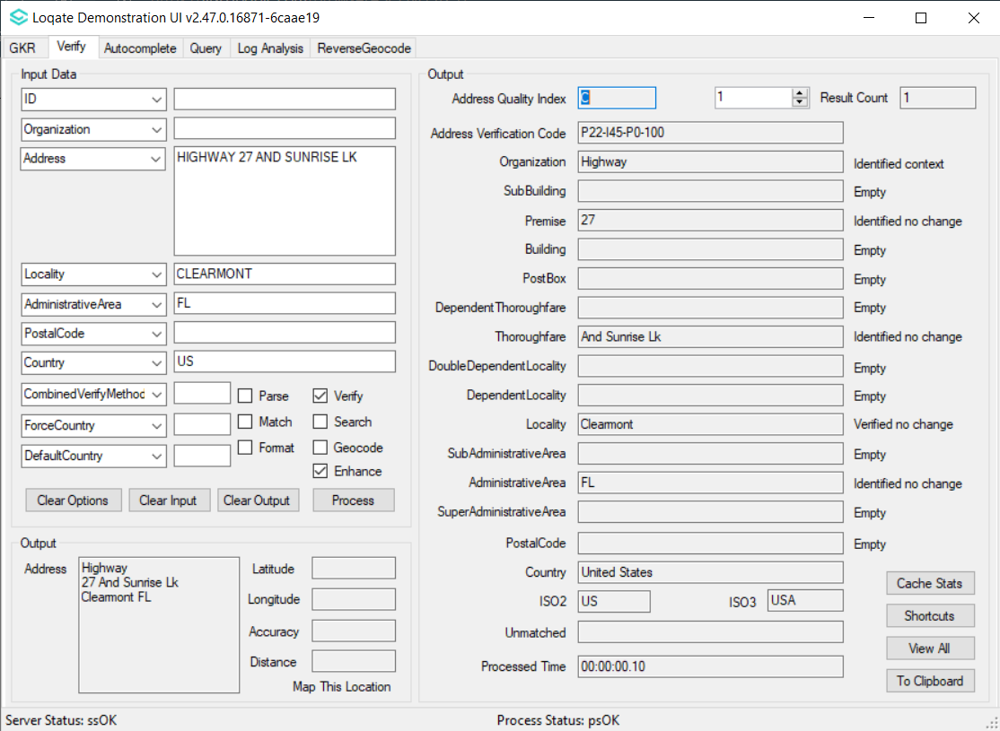 Loqate Demonstration UI v2.47.0.16871-6caae19
GKR Verify Autocomplete Query Log Analysis ReverseGeocode
Input Data
ID
Organization
Address HIGHWAY 27 AND SUNRISE LK
Locality CLEARMONT
AdministrativeArea FL
PostalCode
Country US
CombinedVerifyMethod Parse Verify
ForceCountry Match Search
DefaultCountry Format Geocode
Enhance
Clear Options Clear Input Clear Output Process
Output
Address Highway
27 And Sunrise Lk
Clearmont FL
Latitude
Longitude
Accuracy
Distance
Map This Location
Output
Address Quality Index C 1 Result Count 1
Address Verification Code P22-I45-P0-100
Organization Highway Identified context
SubBuilding Empty
Premise 27 Identified no change
Building Empty
PostBox Empty
DependentThoroughfare Empty
Thoroughfare And Sunrise Lk Identified no change
DoubleDependentLocality Empty
DependentLocality Empty
Locality Clearmont Verified no change
SubAdministrativeArea Empty
AdministrativeArea FL Identified no change
SuperAdministrativeArea Empty
PostalCode Empty
Country United States
ISO2 US ISO3 USA
Unmatched
Processed Time 00:00:00.10
Cache Stats
Shortcuts
View All
To Clipboard
Server Status: ssOK Process Status: psOK